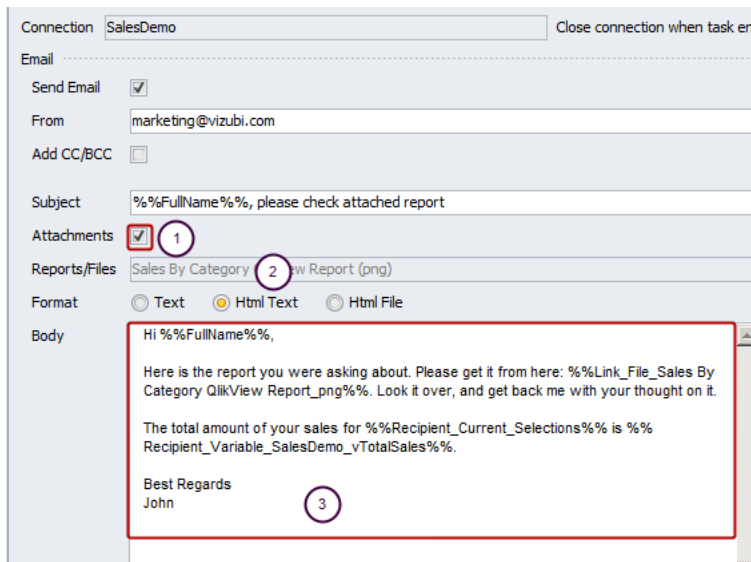 Connection SalesDemo Close connection when task
Email
Send Email
From marketing@vizubi.com
Add CC/BCC
Subject %%FullName%%, please check attached report
Attachments 1
Reports/Files Sales By Category 2 Report (png)
Format Text Html Text Html File
Body Hi %%FullName%%,
Here is the report you were asking about. Please get it from here: %%Link_File_Sales By
Category QlikView Report_png%%. Look it over, and get back me with your thought on it.
The total amount of your sales for %%Recipient_Current_Selections%% is %%
Recipient_Variable_SalesDemo_vTotalSales%%.
Best Regards
John 3